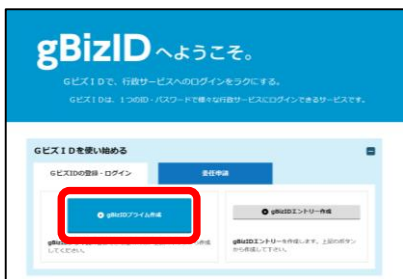 gBizIDへようこそ。
GビズIDで、行政サービスへのログインをラクにする。
GビズIDは、1つのID・パスワードで様々な行政サービスにログインできるサービスです。
GビズIDを使い始める
GビズIDの登録・ログイン
委任申請
gBizIDプライム作成
gBizIDエントリー作成
gBiz
作成
してください。
gBizIDエントリーを作成します。上記のボタン
から作成して下さい。